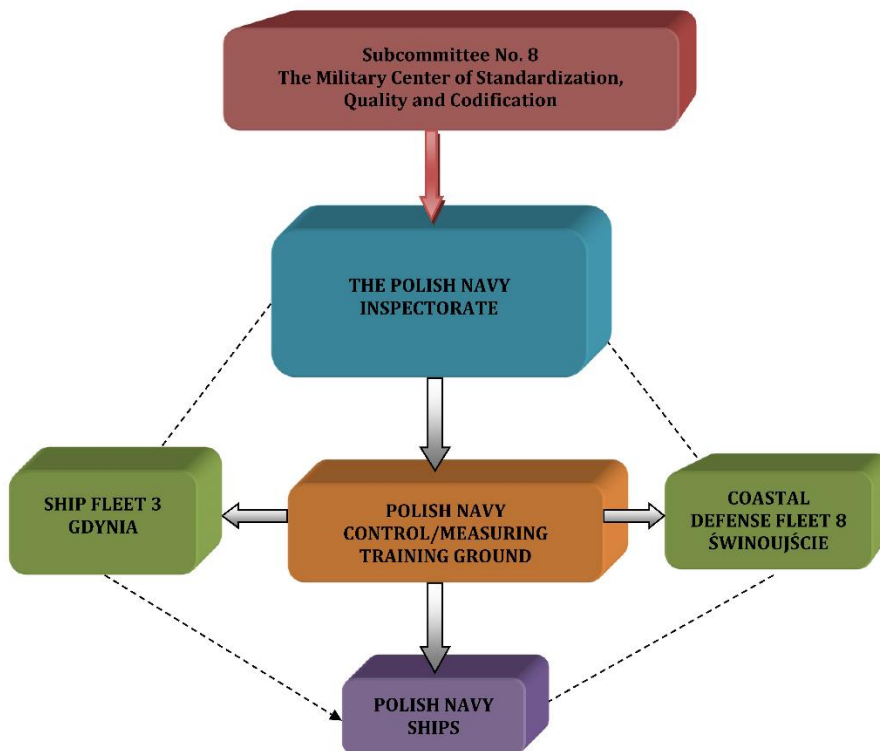 Subcommittee No. 8
The Military Center of Standardization,
Quality and Codification
THE POLISH NAVY
INSPECTORATE
SHIP FLEET 3
GDYNIA
POLISH NAVY
CONTROL/MEASURING
TRAINING GROUND
COASTAL
DEFENSE FLEET 8
ŚWINOUJŚCIE
POLISH NAVY
SHIPS